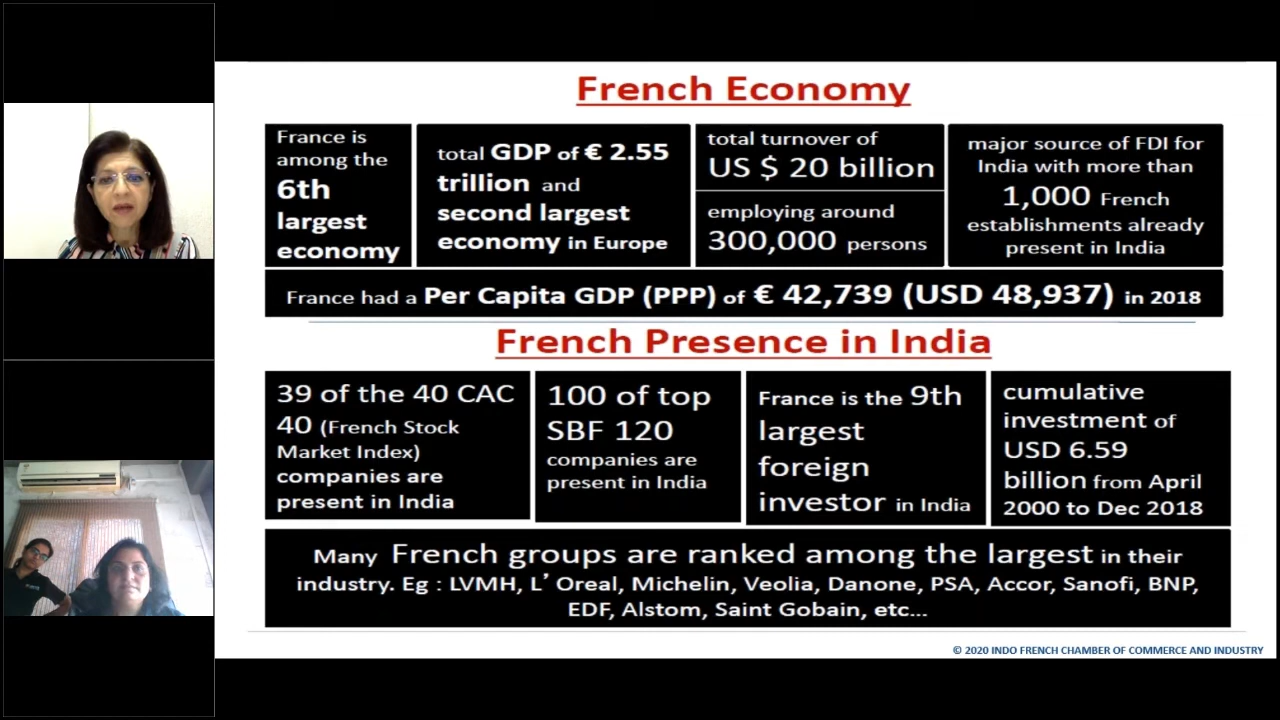 French Economy
France is
among the
6th
largest
economy
total GDP of € 2.55
trillion and
second largest
economy in Europe
total turnover of
US $ 20 billion
employing around
300,000 persons
major source of FDI for
India with more than
1,000 French
establishments already
present in India
France had a Per Capita GDP (PPP) of € 42,739 (USD 48,937) in 2018
French Presence in India
39 of the 40 CAC
40 (French Stock
Market Index)
companies are
present in India
100 of top
SBF 120
companies are
present in India
France is the 9th
largest
foreign
investor in India
cumulative
investment of
USD 6.59
billion from April
2000 to Dec 2018
Many French groups are ranked among the largest in their
industry. Eg : LVMH, L' Oreal, Michelin, Veolia, Danone, PSA, Accor, Sanofi, BNP,
EDF, Alstom, Saint Gobain, etc...
© 2020 INDO FRENCH CHAMBER OF COMMERCE AND INDUSTRY